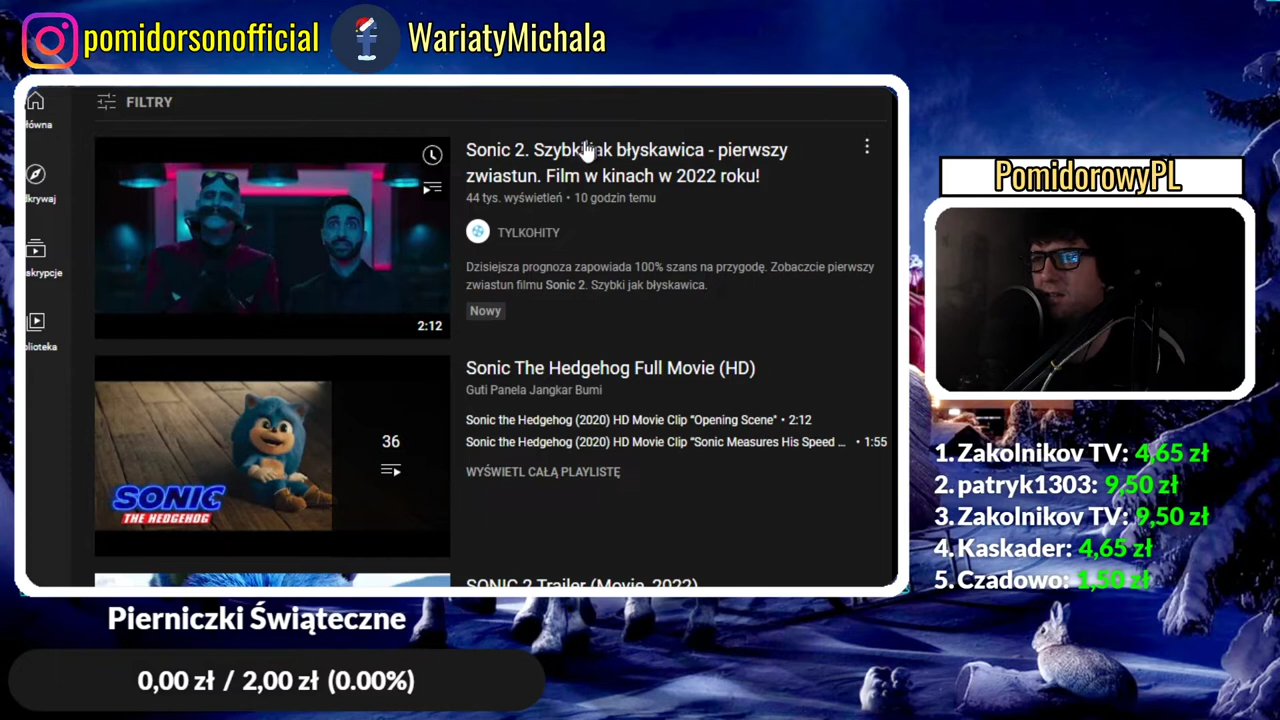 pomidorsonofficial
WariatyMichala
FILTRY
łówna
dkrywaj
skrypcje
blioteka
Sonic 2. Szybki jak błyskawica - pierwszy
zwiastun. Film w kinach w 2022 roku!
44 tys. wyświetleń • 10 godzin temu
TYLKOHITY
Dzisiejsza prognoza zapowiada 100% szans na przygodę. Zobaczcie pierwszy
zwiastun filmu Sonic 2. Szybki jak błyskawica.
Nowy
2:12
Sonic The Hedgehog Full Movie (HD)
Guti Panela Jangkar Bumi
Sonic the Hedgehog (2020) HD Movie Clip “Opening Scene” • 2:12
Sonic the Hedgehog (2020) HD Movie Clip “Sonic Measures His Speed ... • 1:55
WYŚWIETL CAŁĄ PLAYLISTĘ
36
SONIC
THE HEDGEHOG
SONIC 2 Trailer (Movie, 2022)
PomidorowyPL
1. Zakolnikov TV: 4,65 zł
2. patryk1303: 9,50 zł
3. Zakolnikov TV: 9,50 zł
4. Kaskader: 4,65 zł
5. Czadowo: 1,50 zł
Pierniczki Świąteczne
0,00 zł / 2,00 zł (0.00%)